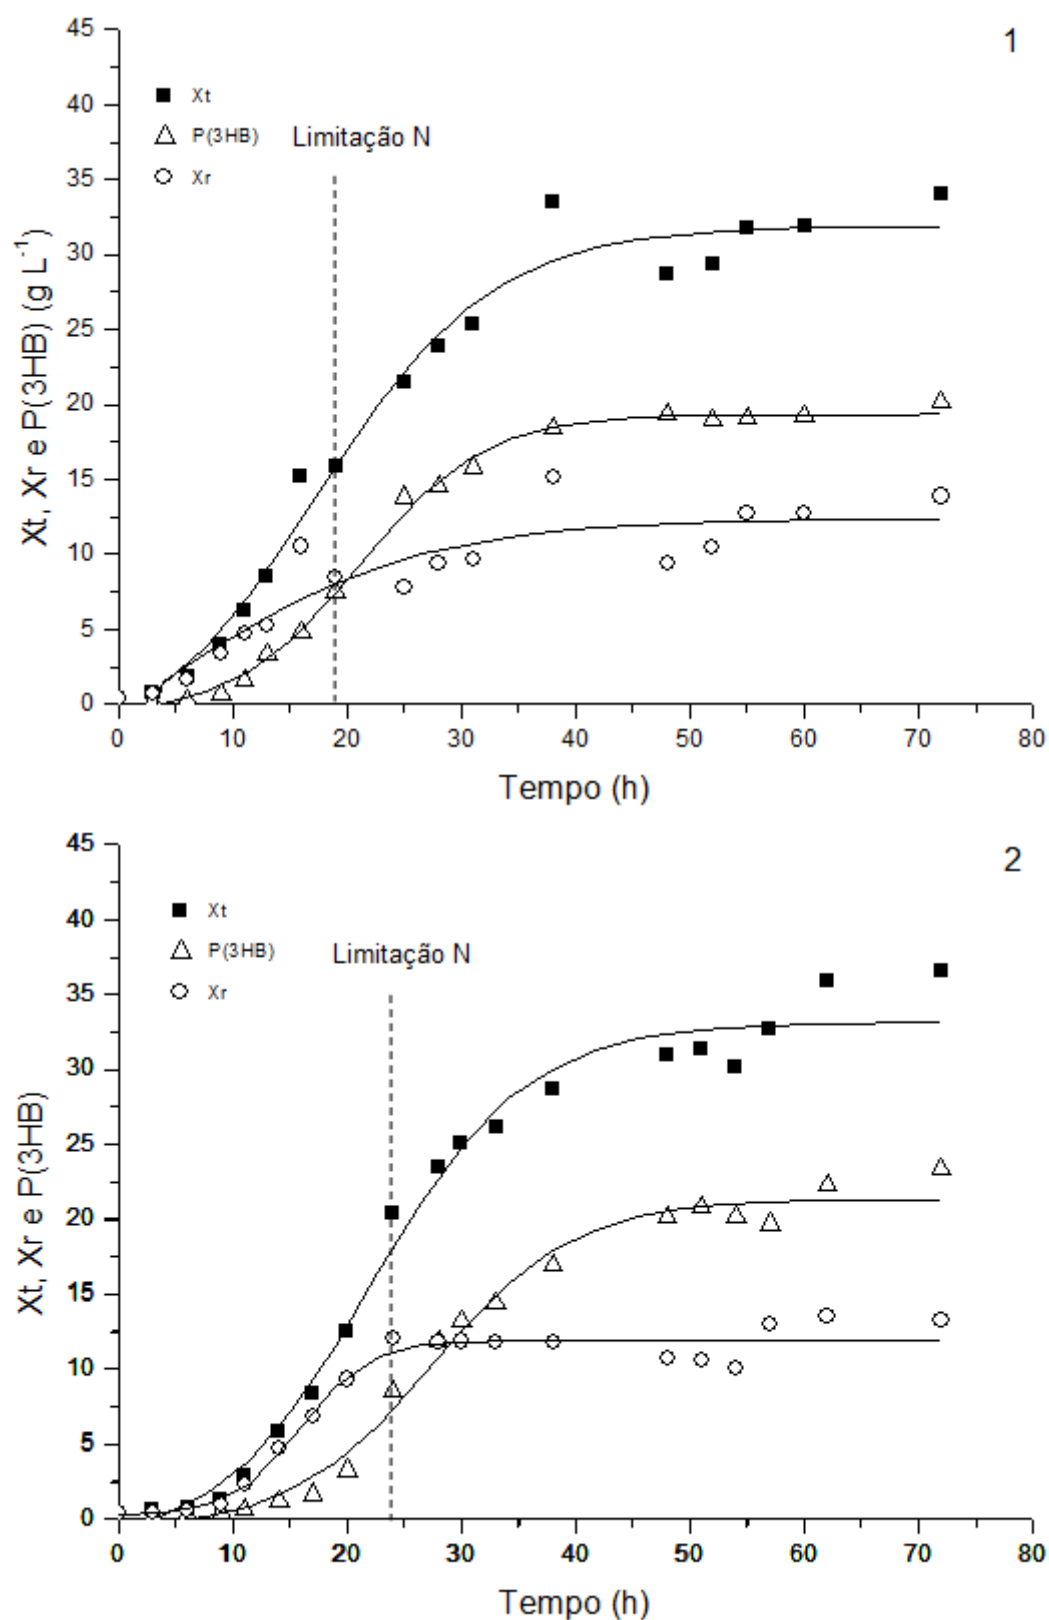 1
45
40
35
30
25
20
15
10
5
0
Xt, Xr e P(3HB) (g L⁻¹)
Xt
P(3HB)
Xr
Limitação N
0 10 20 30 40 50 60 70 80
Tempo (h)
2
45
40
35
30
25
20
15
10
5
0
Xt, Xr e P(3HB)
Xt
P(3HB)
Xr
Limitação N
0 10 20 30 40 50 60 70 80
Tempo (h)